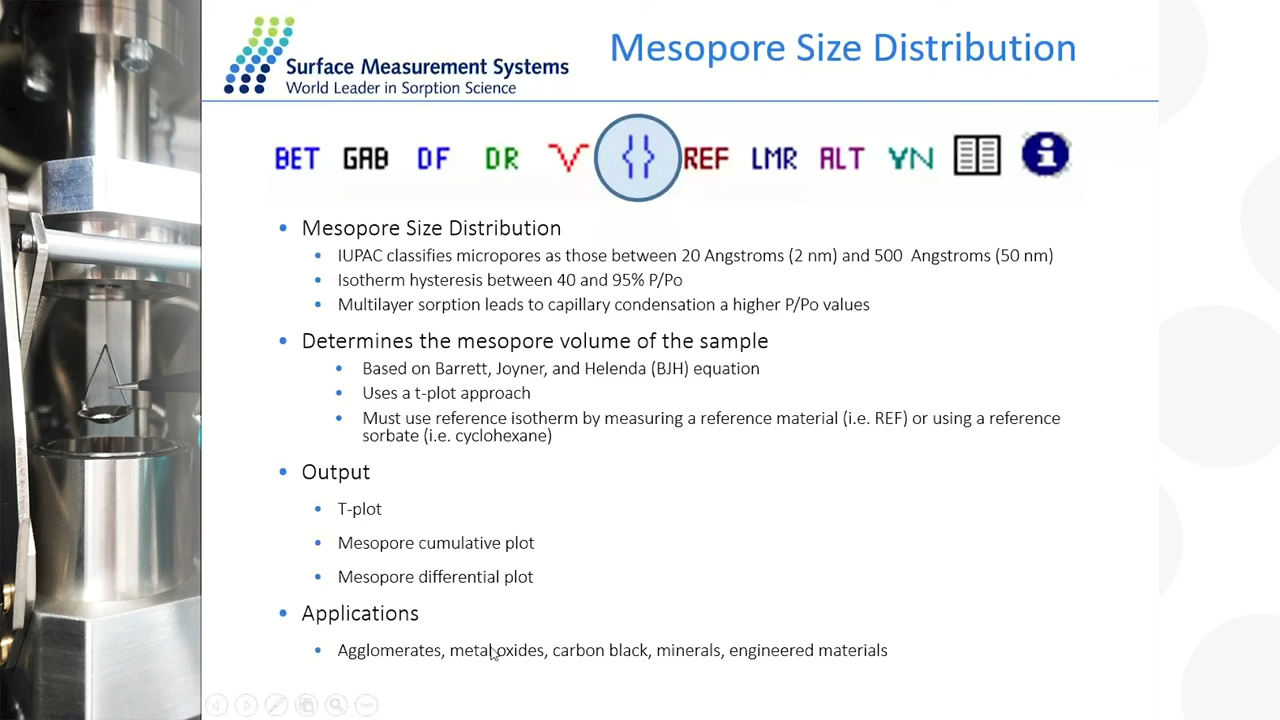 Surface Measurement Systems
World Leader in Sorption Science
Mesopore Size Distribution
BET GAB DF DR REF LMR ALT YN
Mesopore Size Distribution
IUPAC classifies micropores as those between 20 Angstroms (2 nm) and 500 Angstroms (50 nm)
Isotherm hysteresis between 40 and 95% P/Po
Multilayer sorption leads to capillary condensation a higher P/Po values
Determines the mesopore volume of the sample
Based on Barrett, Joyner, and Helenda (BJH) equation
Uses a t-plot approach
Must use reference isotherm by measuring a reference material (i.e. REF) or using a reference
sorbate (i.e. cyclohexane)
Output
T-plot
Mesopore cumulative plot
Mesopore differential plot
Applications
Agglomerates, metal oxides, carbon black, minerals, engineered materials